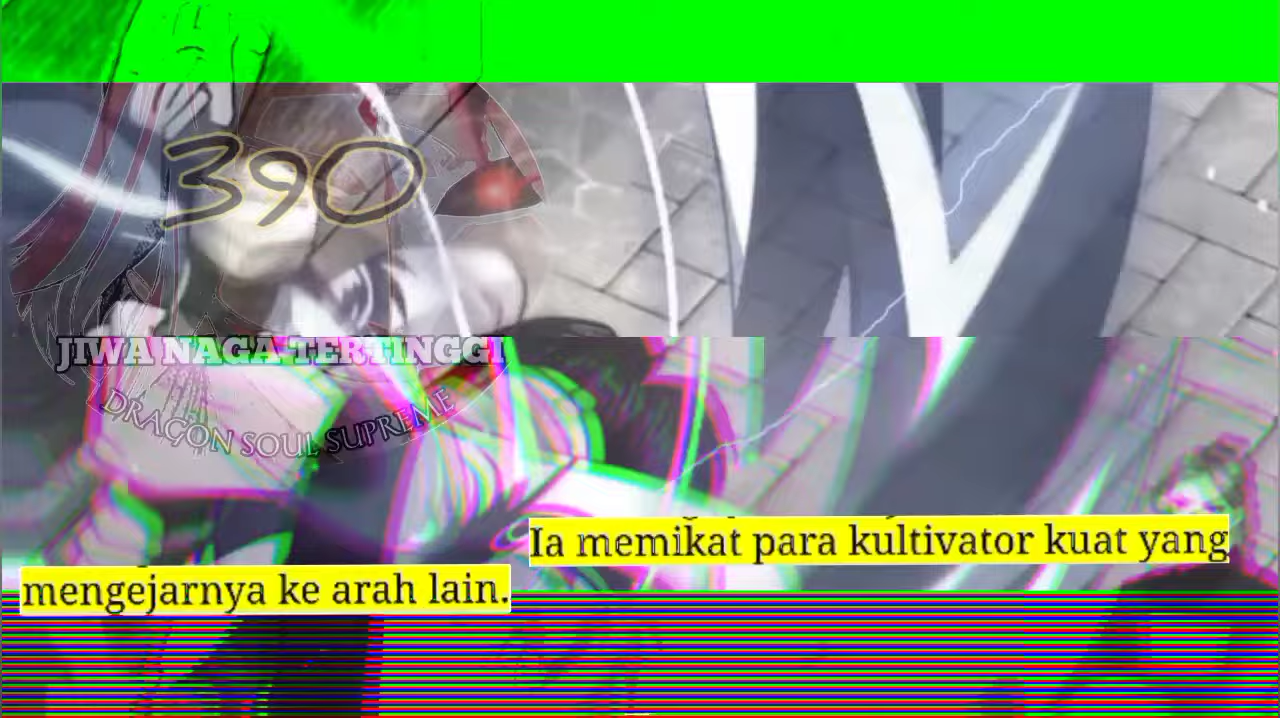 390
JIWA NAGA TERTINGGI
DRAGON SOUL SUPREME
Ia memikat para kultivator kuat yang
mengejarnya ke arah lain.